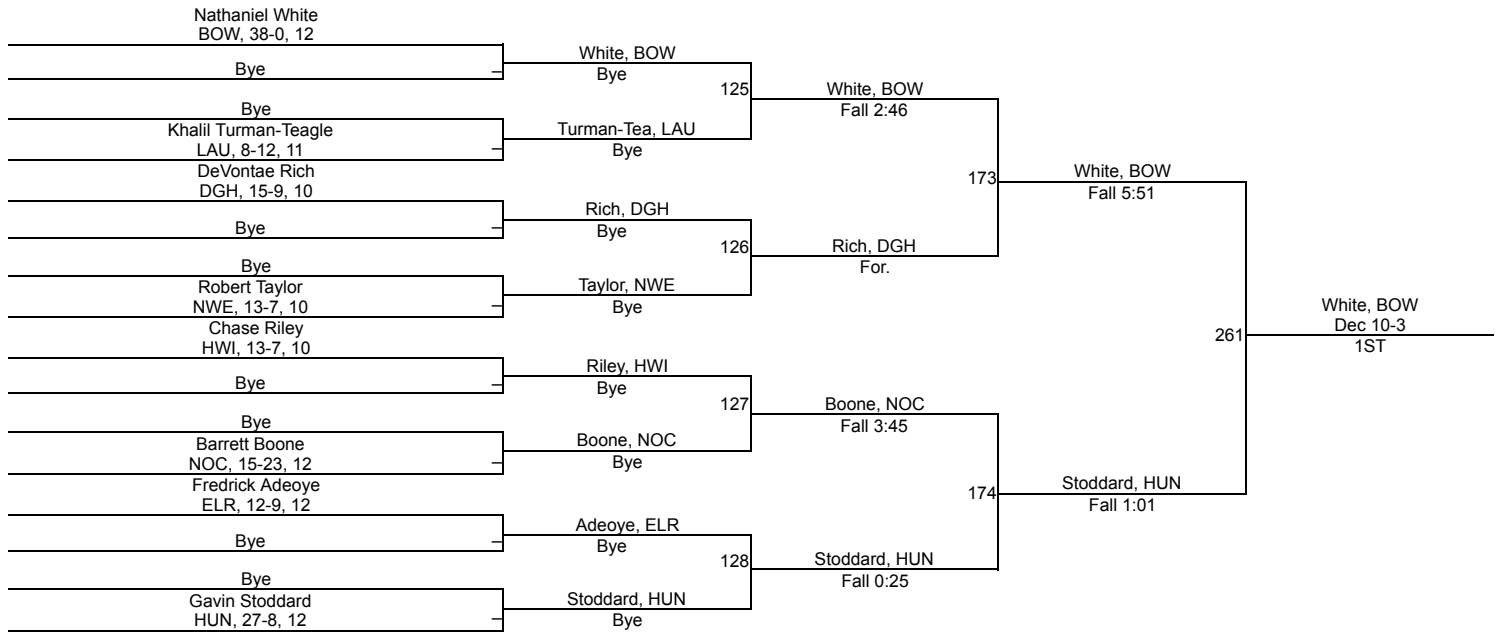 Nathaniel White
BOW, 38-0, 12
Bye
Bye
Khalil Turman-Teagle
LAU, 8-12, 11
DeVontae Rich
DGH, 15-9, 10
Bye
Bye
Robert Taylor
NWE, 13-7, 10
Chase Riley
HWI, 13-7, 10
Bye
Bye
Barrett Boone
NOC, 15-23, 12
Fredrick Adeoye
ELR, 12-9, 12
Bye
Bye
Gavin Stoddard
HUN, 27-8, 12
White, BOW
Bye
125
Turman-Tea, LAU
Bye
Rich, DGH
Bye
126
Taylor, NWE
Bye
Riley, HWI
Bye
127
Boone, NOC
Bye
Adeoye, ELR
Bye
128
Stoddard, HUN
Bye
White, BOW
Fall 2:46
173
Rich, DGH
For.
Boone, NOC
Fall 3:45
174
Stoddard, HUN
Fall 0:25
White, BOW
Fall 5:51
261
Stoddard, HUN
Fall 1:01
White, BOW
Dec 10-3
1ST